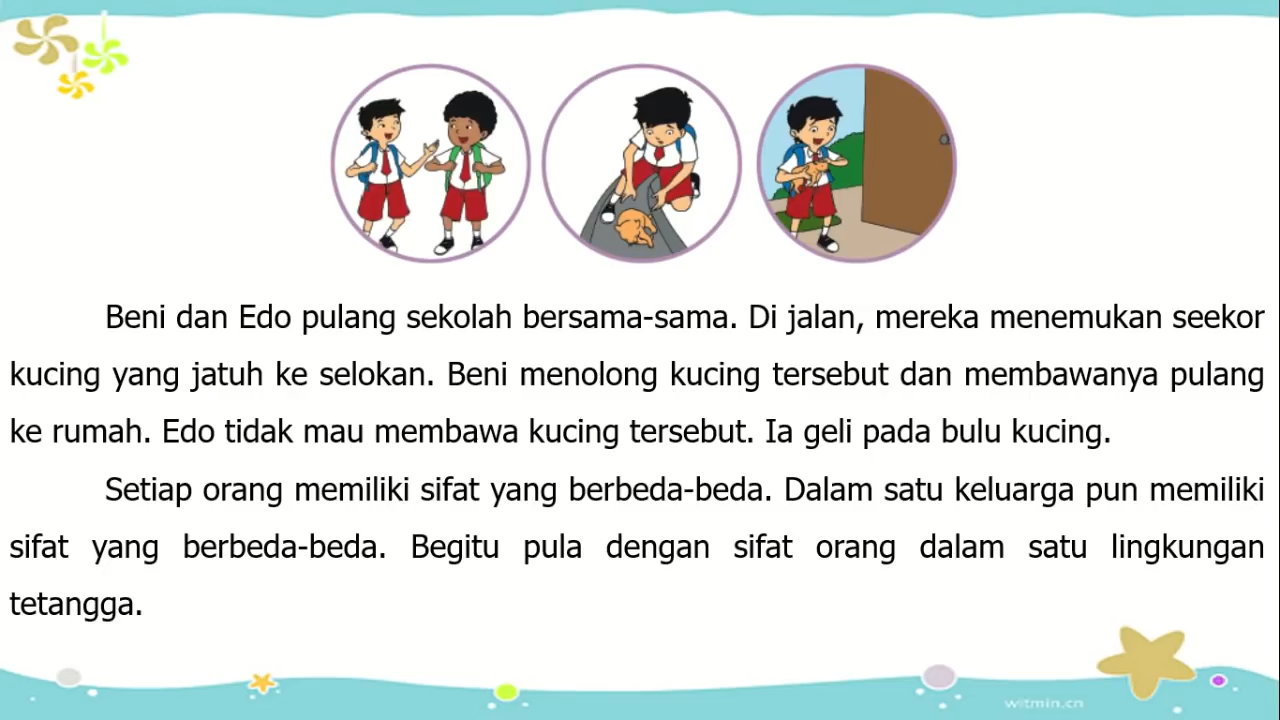 Beni dan Edo pulang sekolah bersama-sama. Di jalan, mereka menemukan seekor
kucing yang jatuh ke selokan. Beni menolong kucing tersebut dan membawanya pulang
ke rumah. Edo tidak mau membawa kucing tersebut. Ia geli pada bulu kucing.
Setiap orang memiliki sifat yang berbeda-beda. Dalam satu keluarga pun memiliki
sifat yang berbeda-beda. Begitu pula dengan sifat orang dalam satu lingkungan
tetangga.
witmin.cn